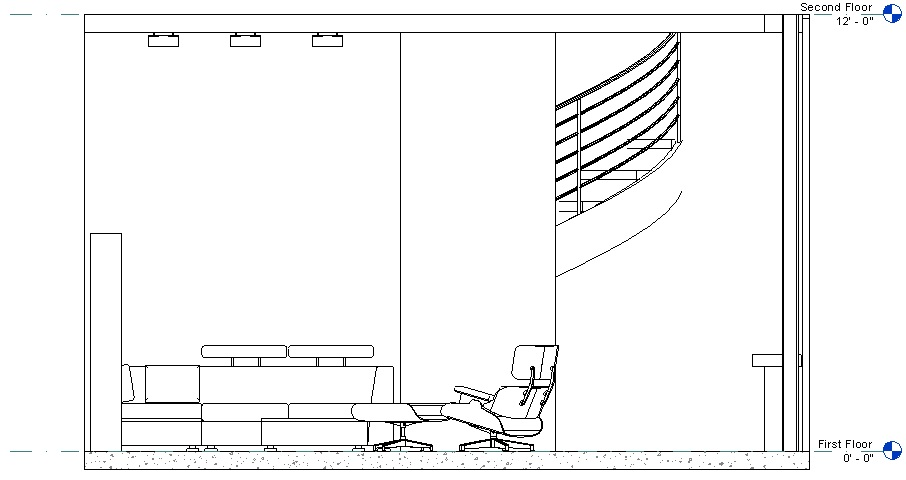 Second Floor
12' - 0"
First Floor
0' - 0"